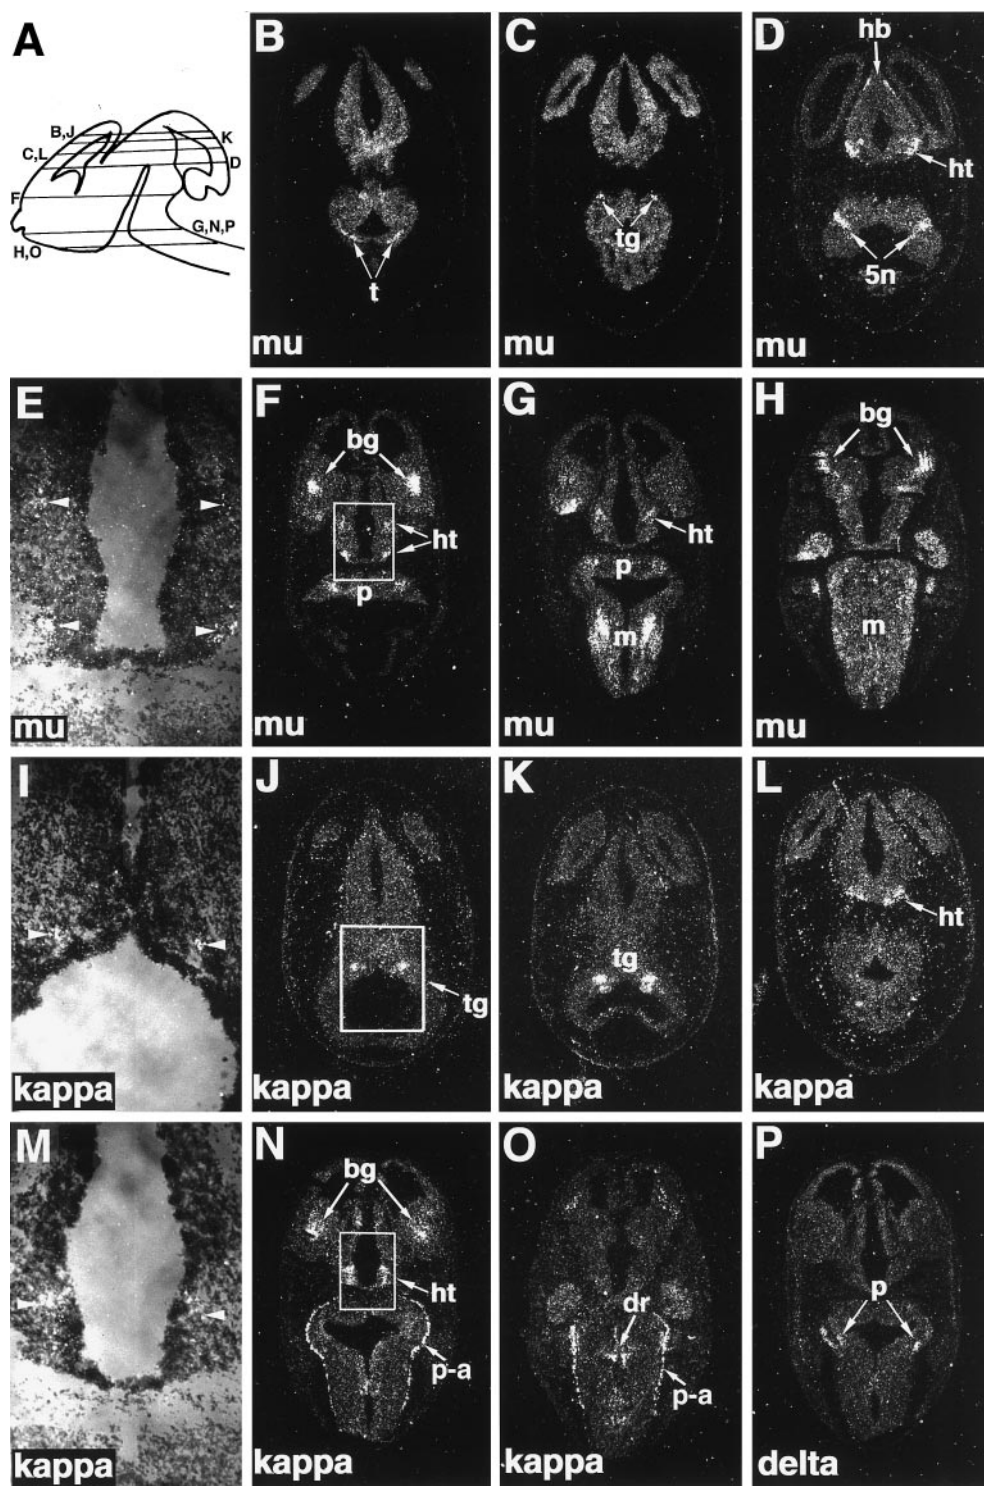 A
B,J
K
C,L
D
F
G,N,P
H,O
B
t
mu
C
tg
mu
D
hb
ht
5n
mu
E
mu
F
bg
ht
p
mu
G
ht
p
m
mu
H
bg
m
mu
I
kappa
J
tg
kappa
K
tg
kappa
L
ht
kappa
M
kappa
N
bg
ht
p-a
kappa
O
dr
p-a
kappa
P
p
delta